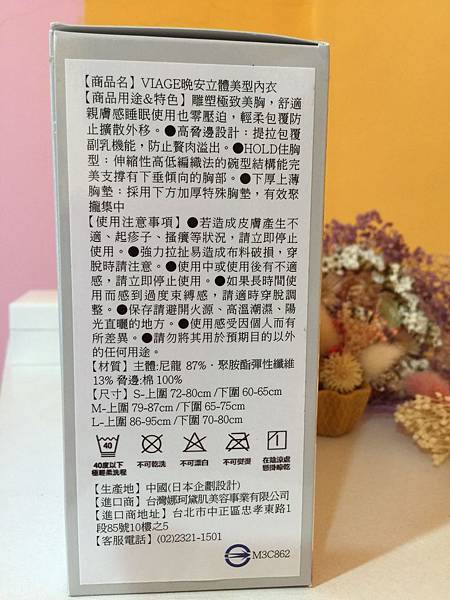 【商品名】VIAGE晚安立體美型內衣
【商品用途&特色】雕塑極致美胸，舒適
親膚感睡眠使用也零壓迫，輕柔包覆防
止擴散外移。●高脅邊設計：提拉包覆
副乳機能，防止贅肉溢出。●HOLD住胸
型：伸縮性高低編織法的碗型結構能完
美支撐有下垂傾向的胸部。●下厚上薄
胸墊：採用下方加厚特殊胸墊，有效聚
攏集中
【使用注意事項】●若造成皮膚產生不
適、起疹子、搔癢等狀況，請立即停止
使用。●強力拉扯易造成布料破損，穿
脫時請注意。●使用中或使用後有不適
感，請立即停止使用。●如果長時間使
用而感到過度束縛感，請適時穿脫調
整。●保存請避開火源、高溫潮濕、陽
光直曬的地方。●使用感受因個人而有
所差異。●請勿將其用於預期目的以外
的任何用途。
【材質】主體:尼龍 87%·聚胺酯彈性纖維
13% 脅邊:棉 100%
【尺寸】S-上圍 72-80cm /下圍 60-65cm
M-上圍 79-87cm /下圍 65-75cm
L-上圍 86-95cm /下圍 70-80cm
40
40度以下 極輕柔洗程 不可乾洗 不可漂白 不可熨燙 在陰涼處 懸掛晾乾
【生產地】中國(日本企劃設計)
【進口商】台灣娜珂黛肌美容事業有限公司
【進口商地址】台北市中正區忠孝東路1
段85號10樓之5
【客服電話】(02)2321-1501
M3C862